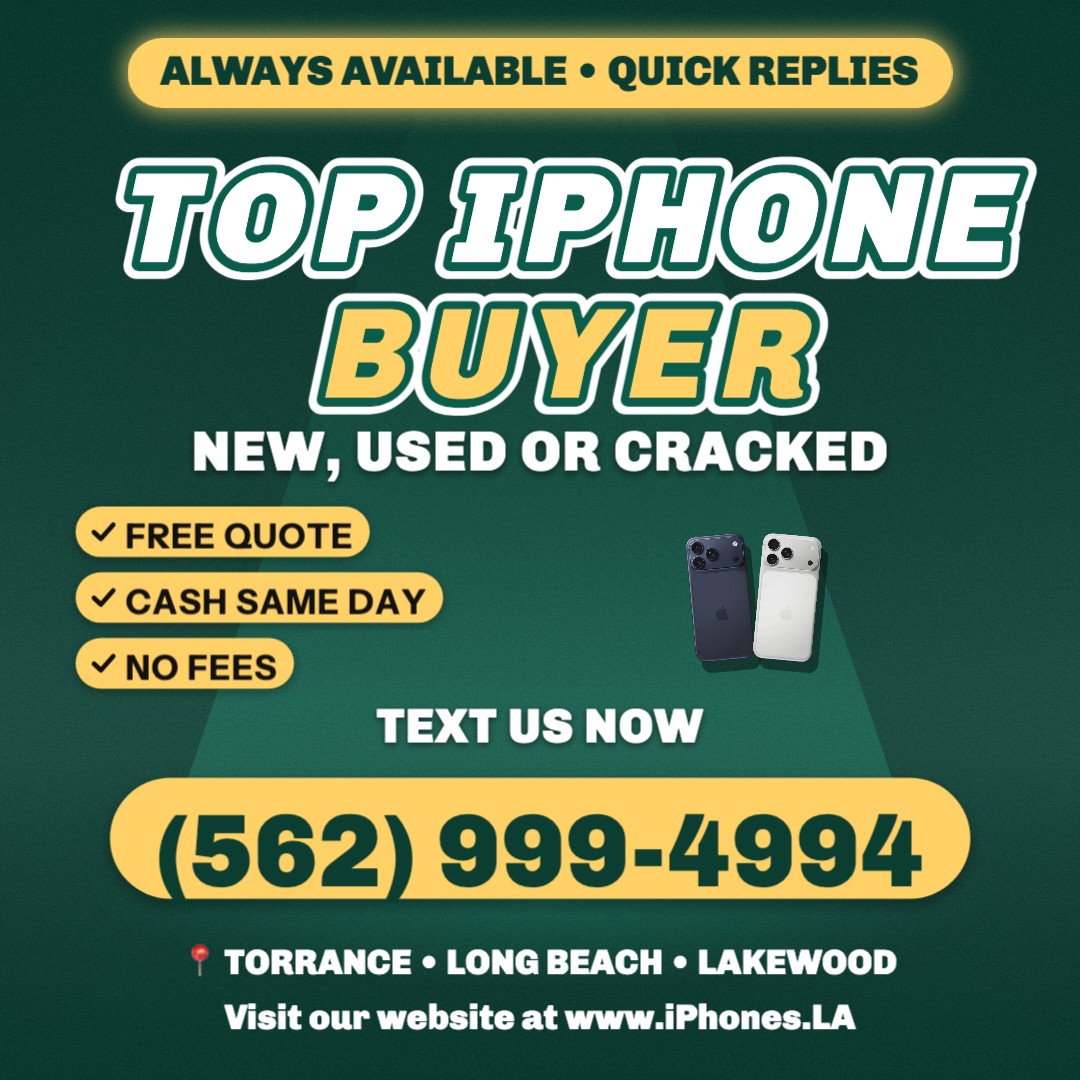 ALWAYS AVAILABLE • QUICK REPLIES
TOP IPHONE
BUYER
NEW, USED OR CRACKED
✓ FREE QUOTE
✓ CASH SAME DAY
✓ NO FEES
TEXT US NOW
(562) 999-4994
📍 TORRANCE • LONG BEACH • LAKEWOOD
Visit our website at www.iPhones.LA